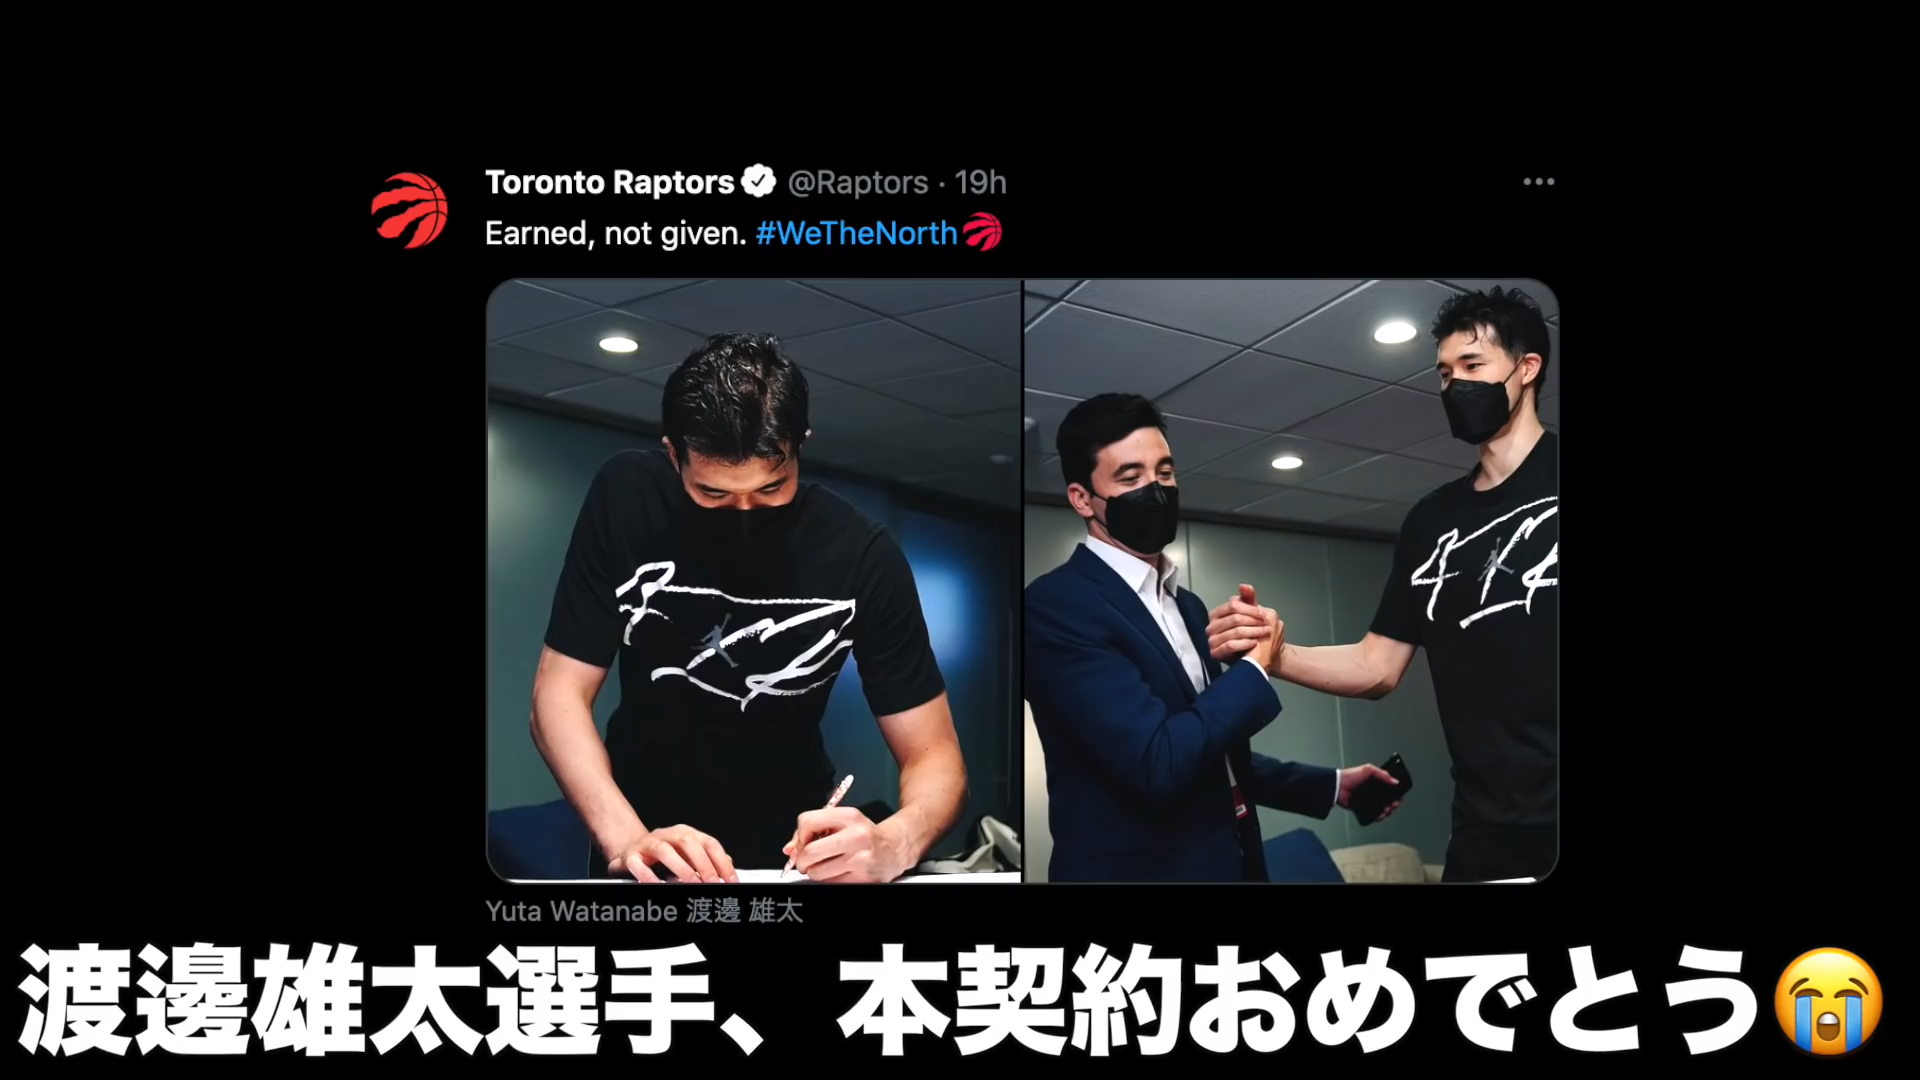 Toronto Raptors @Raptors · 19h
Earned, not given. #WeTheNorth
Yuta Watanabe 渡邊 雄太
渡邊雄太選手、本契約おめでとう😭